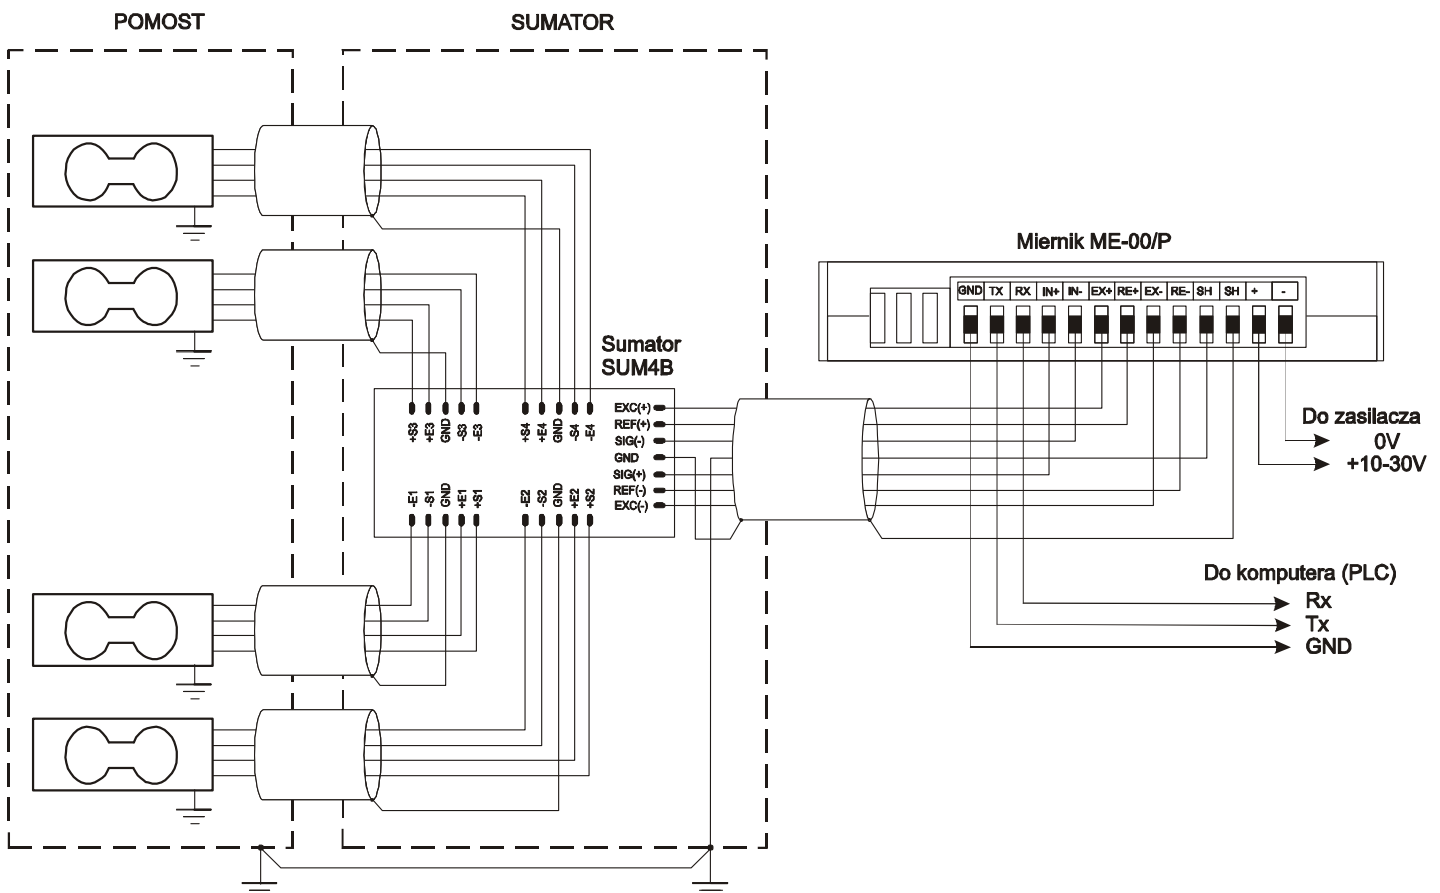 POMOST
SUMATOR
Miernik ME-00/P
GND TX RX IN+ IN- EX+ RE+ EX- RE- SH SH + -
Sumator
SUM4B
+S3 +E3 GND -S3 -E3
+S4 +E4 GND -S4 -E4
EXC(+)
REF(+)
SIG(-)
GND
SIG(+)
REF(-)
EXC(-)
-E1 -S1 GND +E1 +S1
-E2 -S2 GND +E2 +S2
Do zasilacza
0V
+10-30V
Do komputera (PLC)
Rx
Tx
GND